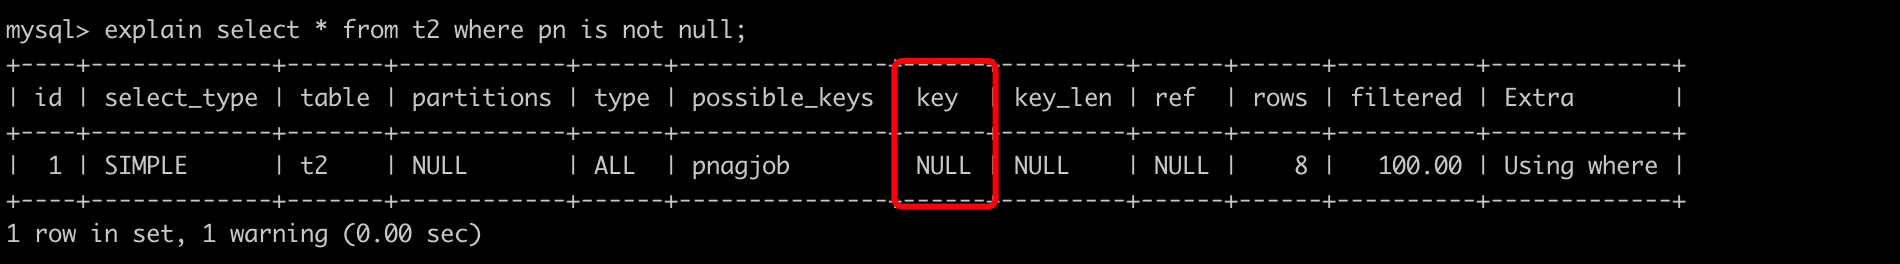 mysql> explain select * from t2 where pn is not null;
+----+-------------+-------+------------+------+---------------+------+---------+------+------+----------+-------------+
| id | select_type | table | partitions | type | possible_keys | key | key_len | ref | rows | filtered | Extra |
+----+-------------+-------+------------+------+---------------+------+---------+------+------+----------+-------------+
| 1 | SIMPLE | t2 | NULL | ALL | pnagjob | NULL | NULL | NULL | 8 | 100.00 | Using where |
+----+-------------+-------+------------+------+---------------+------+---------+------+------+----------+-------------+
1 row in set, 1 warning (0.00 sec)